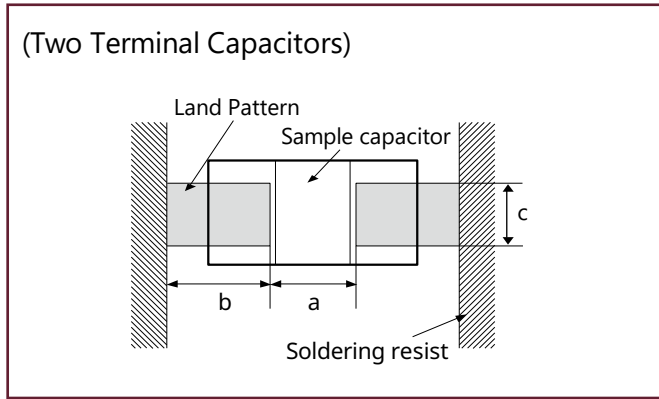 (Two Terminal Capacitors)
Land Pattern
Sample capacitor
c
b
a
Soldering resist